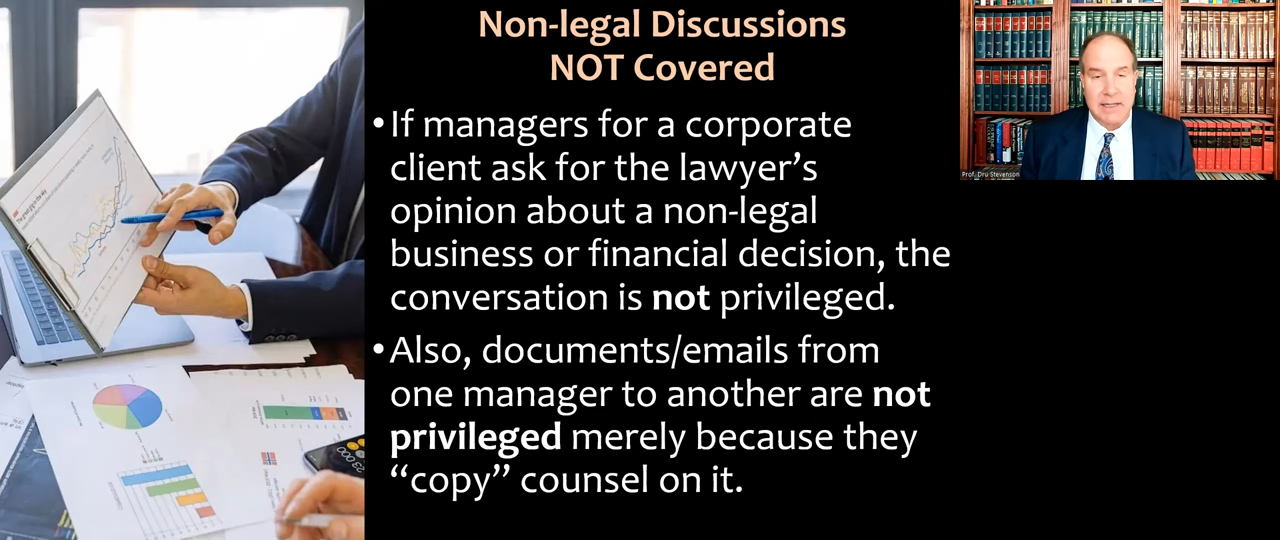 Non-legal Discussions
NOT Covered
•If managers for a corporate
client ask for the lawyer’s
opinion about a non-legal
business or financial decision, the
conversation is not privileged.
•Also, documents/emails from
one manager to another are not
privileged merely because they
“copy” counsel on it.
Prof. Dru Stevenson
23 000